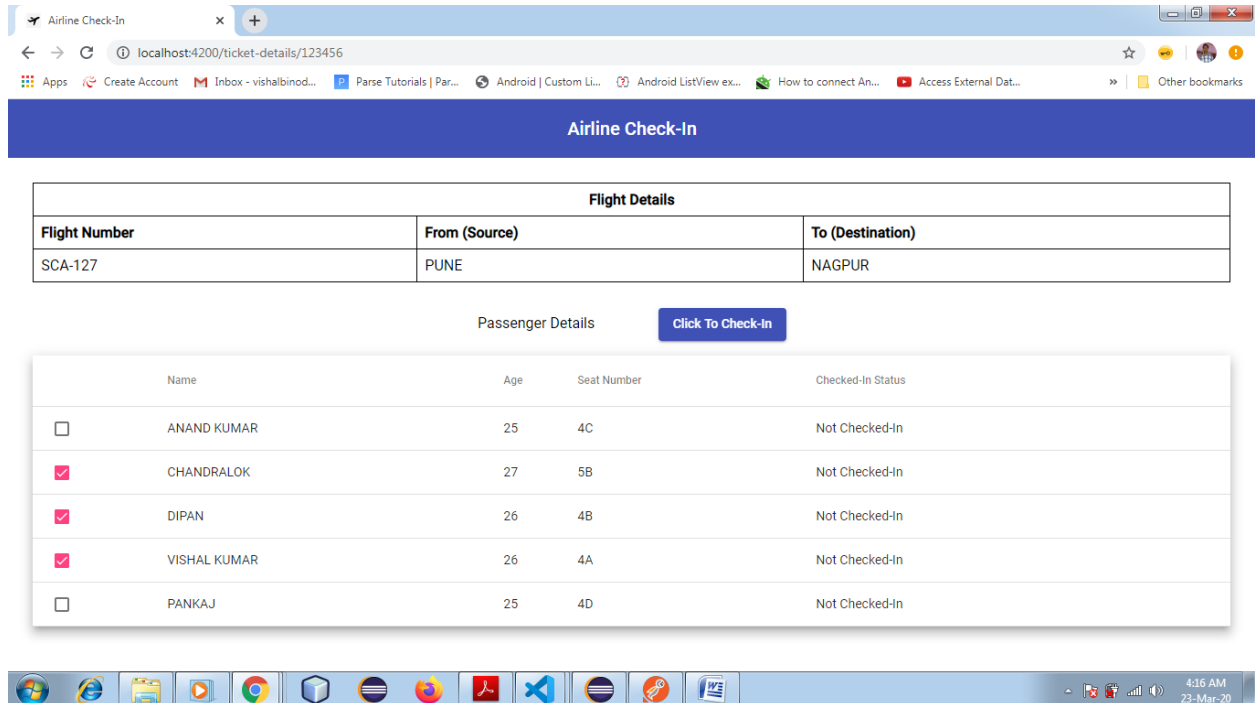 Airline Check-In
localhost:4200/ticket-details/123456
Apps Create Account Inbox - vishalbinod... Parse Tutorials | Par... Android | Custom Li... Android ListView ex... How to connect An... Access External Dat... » Other bookmarks
Airline Check-In
Flight Details
Flight Number From (Source) To (Destination)
SCA-127 PUNE NAGPUR
Passenger Details Click To Check-In
Name Age Seat Number Checked-In Status
ANAND KUMAR 25 4C Not Checked-In
CHANDRALOK 27 5B Not Checked-In
DIPAN 26 4B Not Checked-In
VISHAL KUMAR 26 4A Not Checked-In
PANKAJ 25 4D Not Checked-In
4:16 AM
23-Mar-20